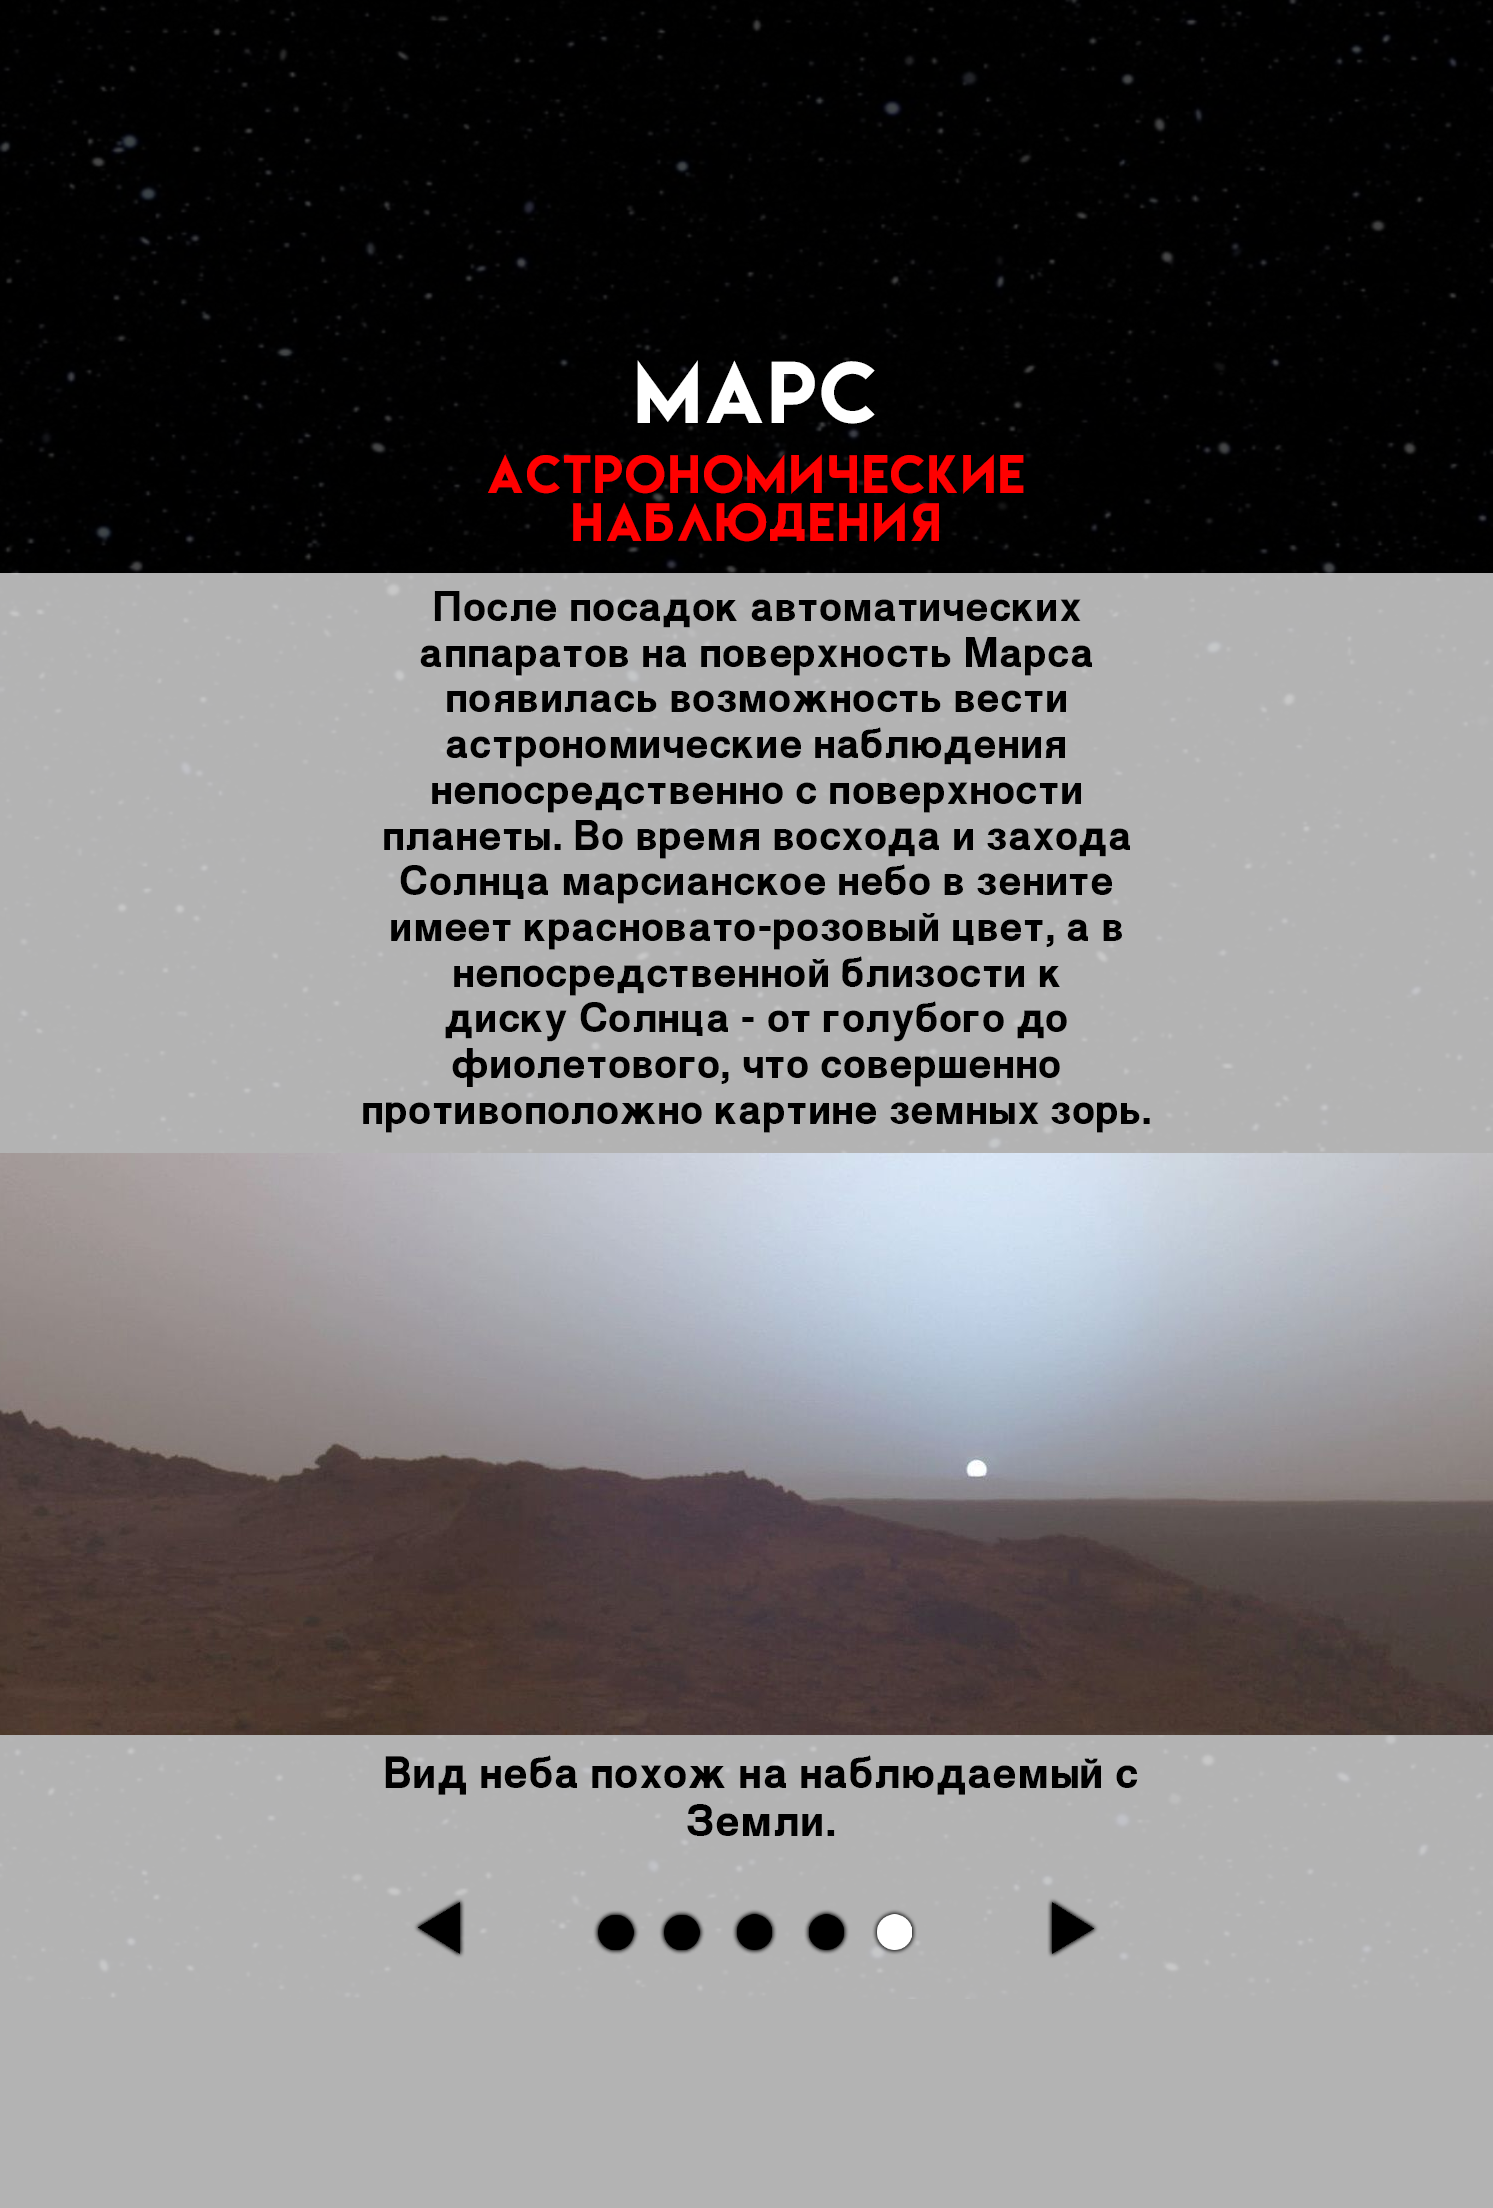 МАРС
АСТРОНОМИЧЕСКИЕ
НАБЛЮДЕНИЯ
После посадок автоматических
аппаратов на поверхность Марса
появилась возможность вести
астрономические наблюдения
непосредственно с поверхности
планеты. Во время восхода и захода
Солнца марсианское небо в зените
имеет красновато-розовый цвет, а в
непосредственной близости к
диску Солнца - от голубого до
фиолетового, что совершенно
противоположно картине земных зорь.
Вид неба похож на наблюдаемый с
Земли.